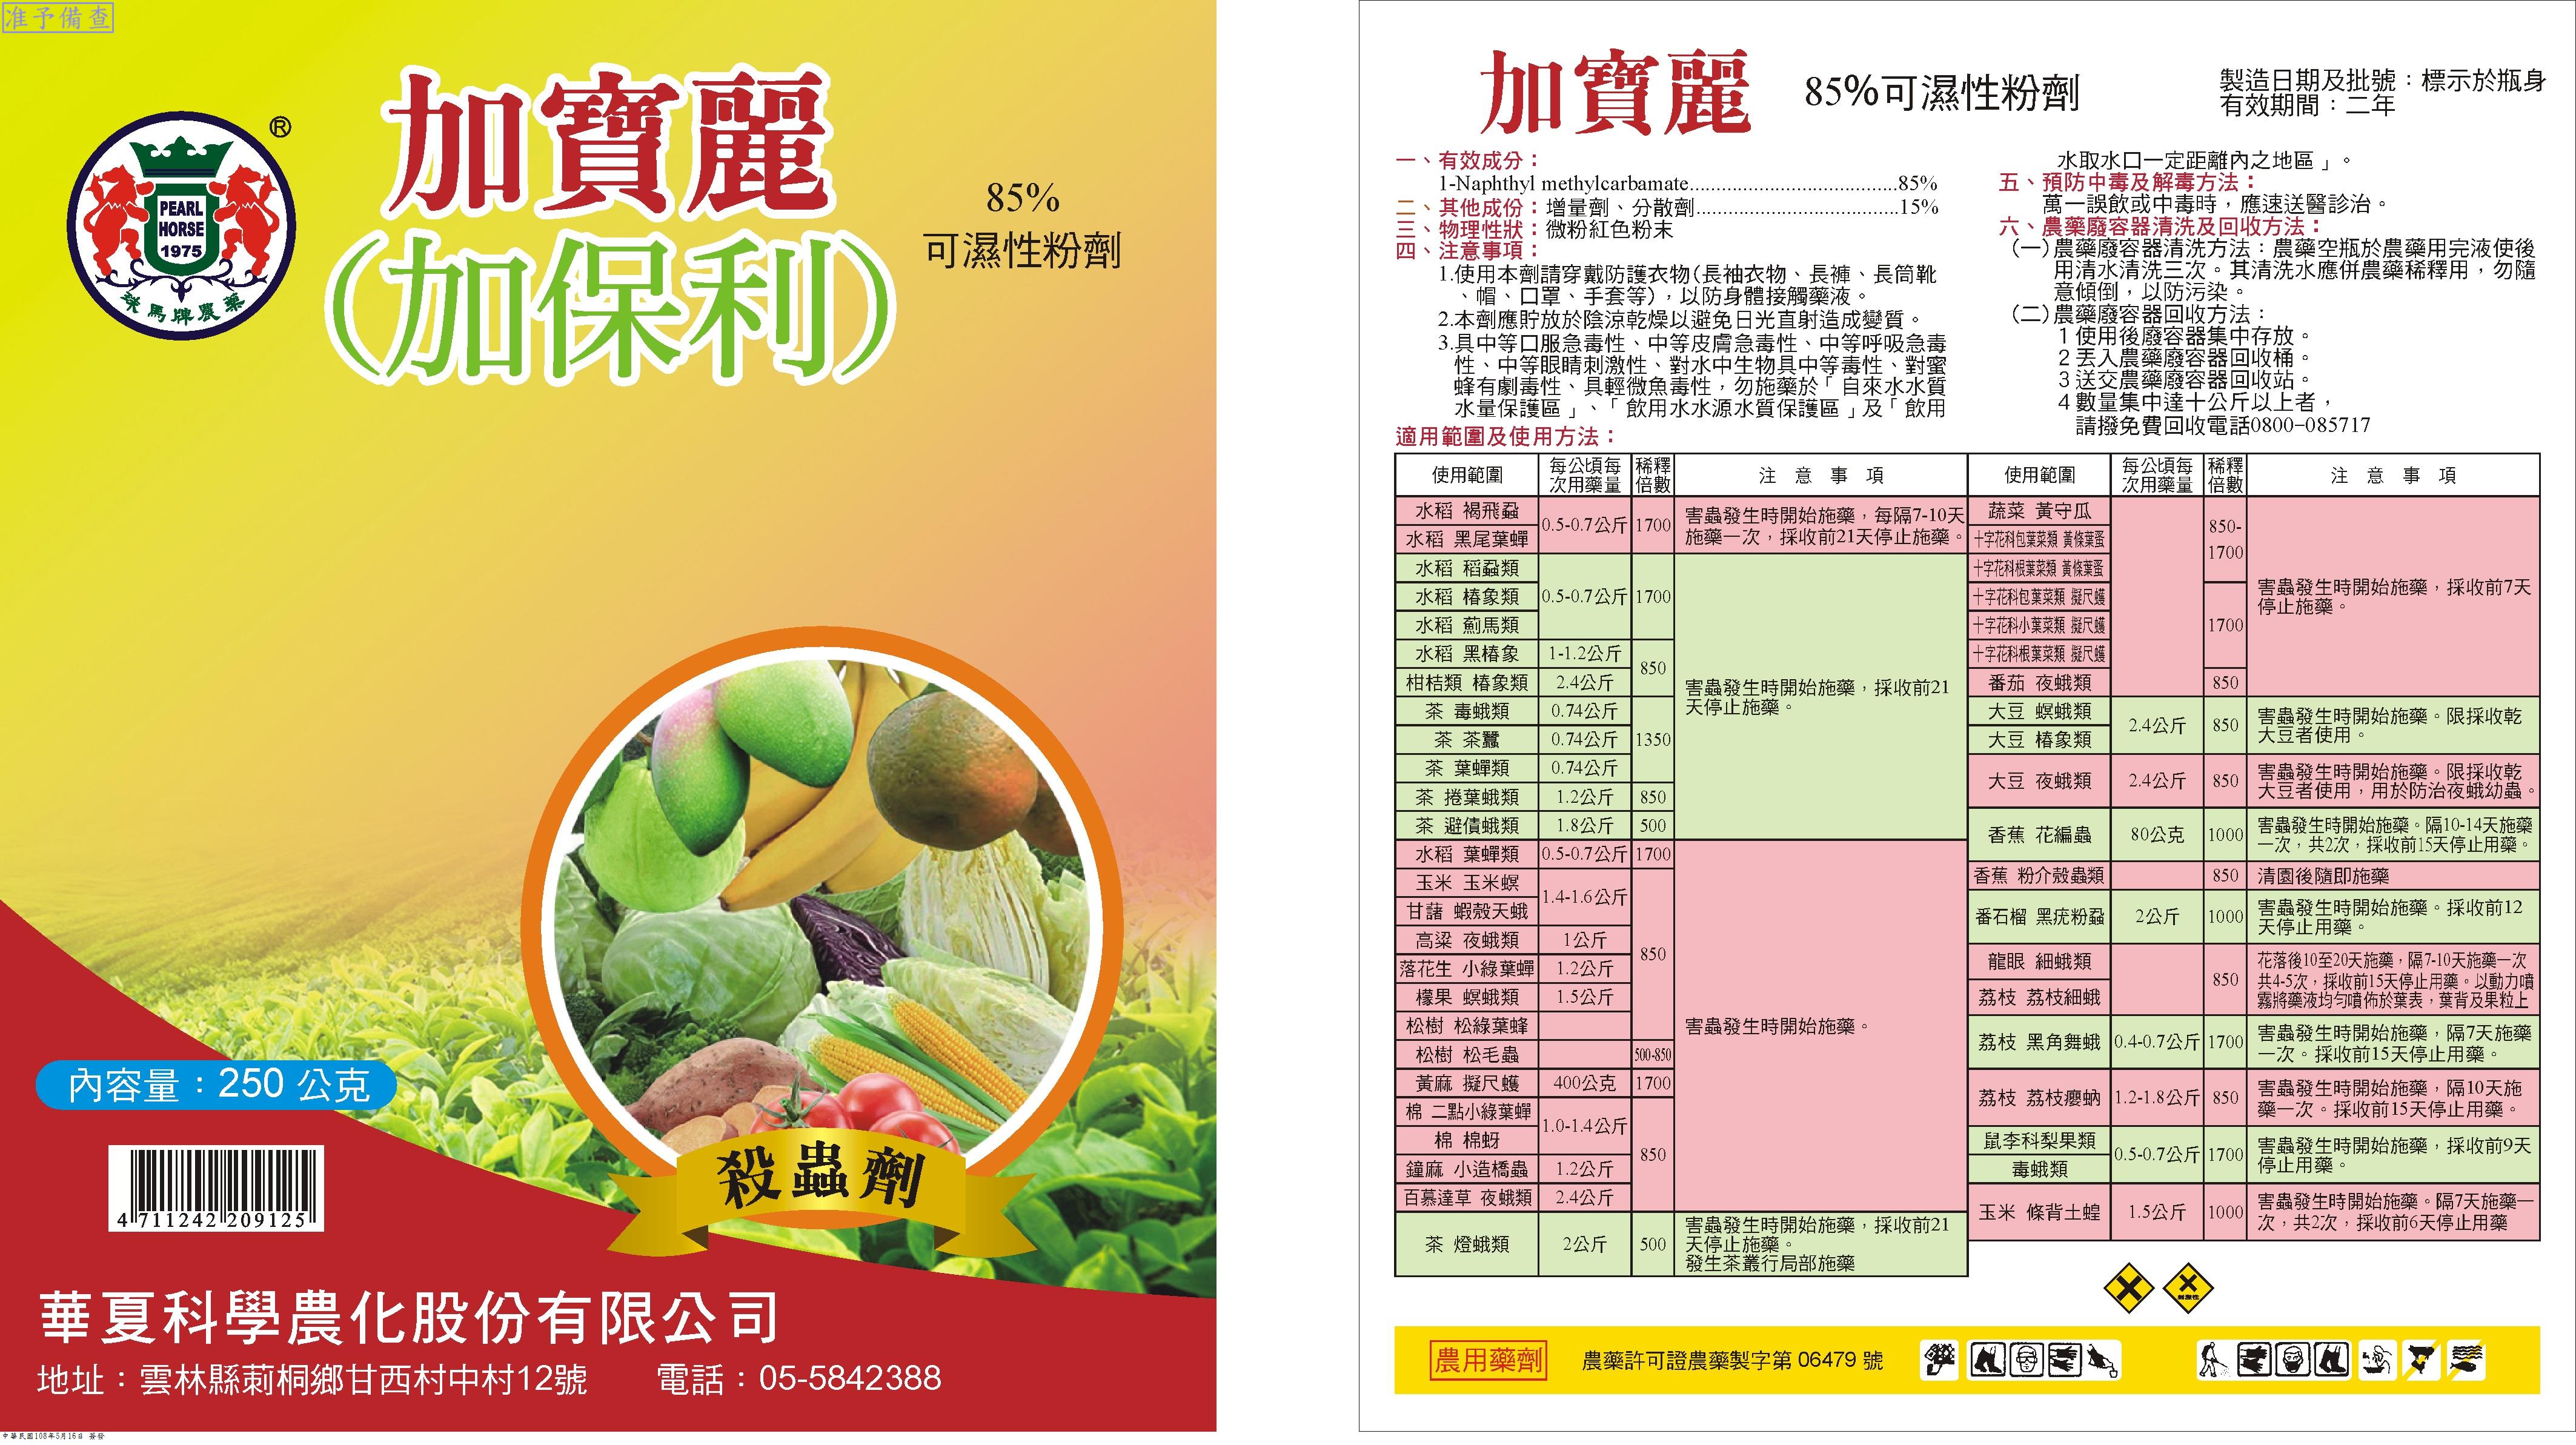 准予備查
加寶麗
(加保利)
85%
可濕性粉劑
®
PEARL
HORSE
1975
珠馬牌農藥
內容量：250 公克
4 711242 209125
殺蟲劑
華夏科學農化股份有限公司
地址：雲林縣莿桐鄉甘西村中村12號 電話：05-5842388
中華民國108年5月16日 簽發
加寶麗 85%可濕性粉劑
製造日期及批號：標示於瓶身
有效期間：二年
一、有效成分：
1-Naphthyl methylcarbamate.....................................85%
二、其他成份：增量劑、分散劑....................................15%
三、物理性狀：微粉紅色粉末
四、注意事項：
1.使用本劑請穿戴防護衣物(長袖衣物、長褲、長筒靴
、帽、口罩、手套等)，以防身體接觸藥液。
2.本劑應貯放於陰涼乾燥以避免日光直射造成變質。
3.具中等口服急毒性、中等皮膚急毒性、中等呼吸急毒
性、中等眼睛刺激性、對水中生物具中等毒性、對蜜
蜂有劇毒性、具輕微魚毒性，勿施藥於「自來水水質
水量保護區」、「飲用水水源水質保護區」及「飲用
水取水口一定距離內之地區」。
五、預防中毒及解毒方法：
萬一誤飲或中毒時，應速送醫診治。
六、農藥廢容器清洗及回收方法：
(一)農藥廢容器清洗方法：農藥空瓶於農藥用完液使後
用清水清洗三次。其清洗水應併農藥稀釋用，勿隨
意傾倒，以防污染。
(二)農藥廢容器回收方法：
1 使用後廢容器集中存放。
2 丟入農藥廢容器回收桶。
3 送交農藥廢容器回收站。
4 數量集中達十公斤以上者，
請撥免費回收電話0800-085717
適用範圍及使用方法：
使用範圍 每公頃每次用藥量 稀釋倍數 注意事項
水稻 褐飛蝨 0.5-0.7公斤 1700 害蟲發生時開始施藥，每隔7-10天
水稻 黑尾葉蟬 施藥一次，採收前21天停止施藥。
水稻 稻蝨類
水稻 椿象類 0.5-0.7公斤 1700
水稻 薊馬類
水稻 黑椿象 1-1.2公斤 850
柑桔類 椿象類 2.4公斤
害蟲發生時開始施藥，採收前21
天停止施藥。
茶 毒蛾類 0.74公斤
茶 茶蠶 0.74公斤 1350
茶 葉蟬類 0.74公斤
茶 捲葉蛾類 1.2公斤 850
茶 避債蛾類 1.8公斤 500
水稻 葉蟬類 0.5-0.7公斤 1700
玉米 玉米螟 1.4-1.6公斤
甘藷 蝦殼天蛾
高粱 夜蛾類 1公斤 850
落花生 小綠葉蟬 1.2公斤
檬果 螟蛾類 1.5公斤
松樹 松綠葉蜂 害蟲發生時開始施藥。
松樹 松毛蟲 500-850
黃麻 擬尺蠖 400公克 1700
棉 二點小綠葉蟬 1.0-1.4公斤
棉 棉蚜 850
鐘麻 小造橋蟲 1.2公斤
百慕達草 夜蛾類 2.4公斤
茶 燈蛾類 2公斤 500 害蟲發生時開始施藥，採收前21
天停止施藥。
發生茶叢行局部施藥
使用範圍 每公頃每次用藥量 稀釋倍數 注意事項
蔬菜 黃守瓜 850-
十字花科包葉菜類 黃條葉蚤 1700
十字花科根葉菜類 黃條葉蚤
十字花科包葉菜類 擬尺蠖 害蟲發生時開始施藥，採收前7天
停止施藥。
十字花科小葉菜類 擬尺蠖 1700
十字花科根葉菜類 擬尺蠖
番茄 夜蛾類 850
大豆 螟蛾類 2.4公斤 850 害蟲發生時開始施藥。限採收乾
大豆 椿象類 大豆者使用。
大豆 夜蛾類 2.4公斤 850 害蟲發生時開始施藥。限採收乾
大豆者使用，用於防治夜蛾幼蟲。
香蕉 花編蟲 80公克 1000 害蟲發生時開始施藥。隔10-14天施藥
一次，共2次，採收前15天停止用藥。
香蕉 粉介殼蟲類 850 清園後隨即施藥
番石榴 黑疣粉蝨 2公斤 1000 害蟲發生時開始施藥。採收前12
天停止用藥。
龍眼 細蛾類 850 花落後10至20天施藥，隔7-10天施藥一次
共4-5次，採收前15天停止用藥。以動力噴
荔枝 荔枝細蛾 霧將藥液均勻噴佈於葉表，葉背及果粒上
荔枝 黑角舞蛾 0.4-0.7公斤 1700 害蟲發生時開始施藥，隔7天施藥
一次。採收前15天停止用藥。
荔枝 荔枝癭蚋 1.2-1.8公斤 850 害蟲發生時開始施藥，隔10天施
藥一次。採收前15天停止用藥。
鼠李科梨果類 0.5-0.7公斤 1700 害蟲發生時開始施藥，採收前9天
毒蛾類 停止用藥。
玉米 條背土蝗 1.5公斤 1000 害蟲發生時開始施藥。隔7天施藥一
次，共2次，採收前6天停止用藥
農用藥劑 農藥許可證農藥製字第 06479 號